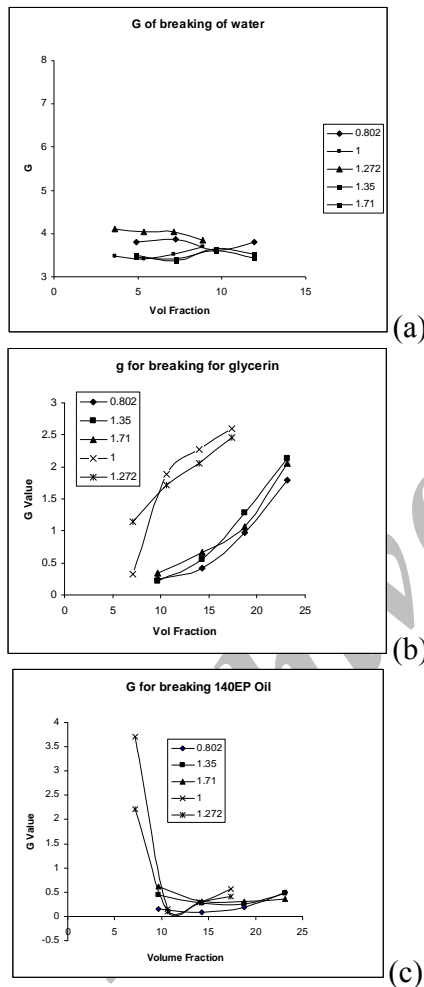 G of breaking of water
8
7
6
5
4
3
G
0 5 10 15
Vol Fraction
0.802
1
1.272
1.35
1.71
(a)
g for breaking for glycerin
3
2.5
2
1.5
1
0.5
0
G Value
0 5 10 15 20 25
Vol Fraction
0.802
1.35
1.71
1
1.272
(b)
G for breaking 140EP Oil
4
3.5
3
2.5
2
1.5
1
0.5
0
-0.5
G Value
0 5 10 15 20 25
Volume Fraction
0.802
1.35
1.71
1
1.272
(c)